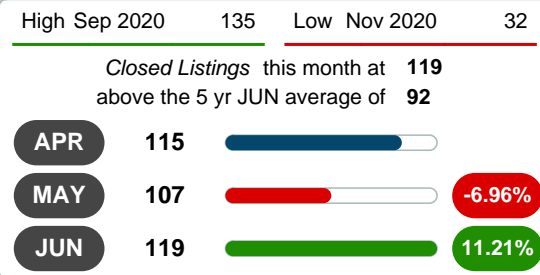 High Sep 2020 135 Low Nov 2020 32
Closed Listings this month at 119
above the 5 yr JUN average of 92
APR 115
MAY 107 -6.96%
JUN 119 11.21%